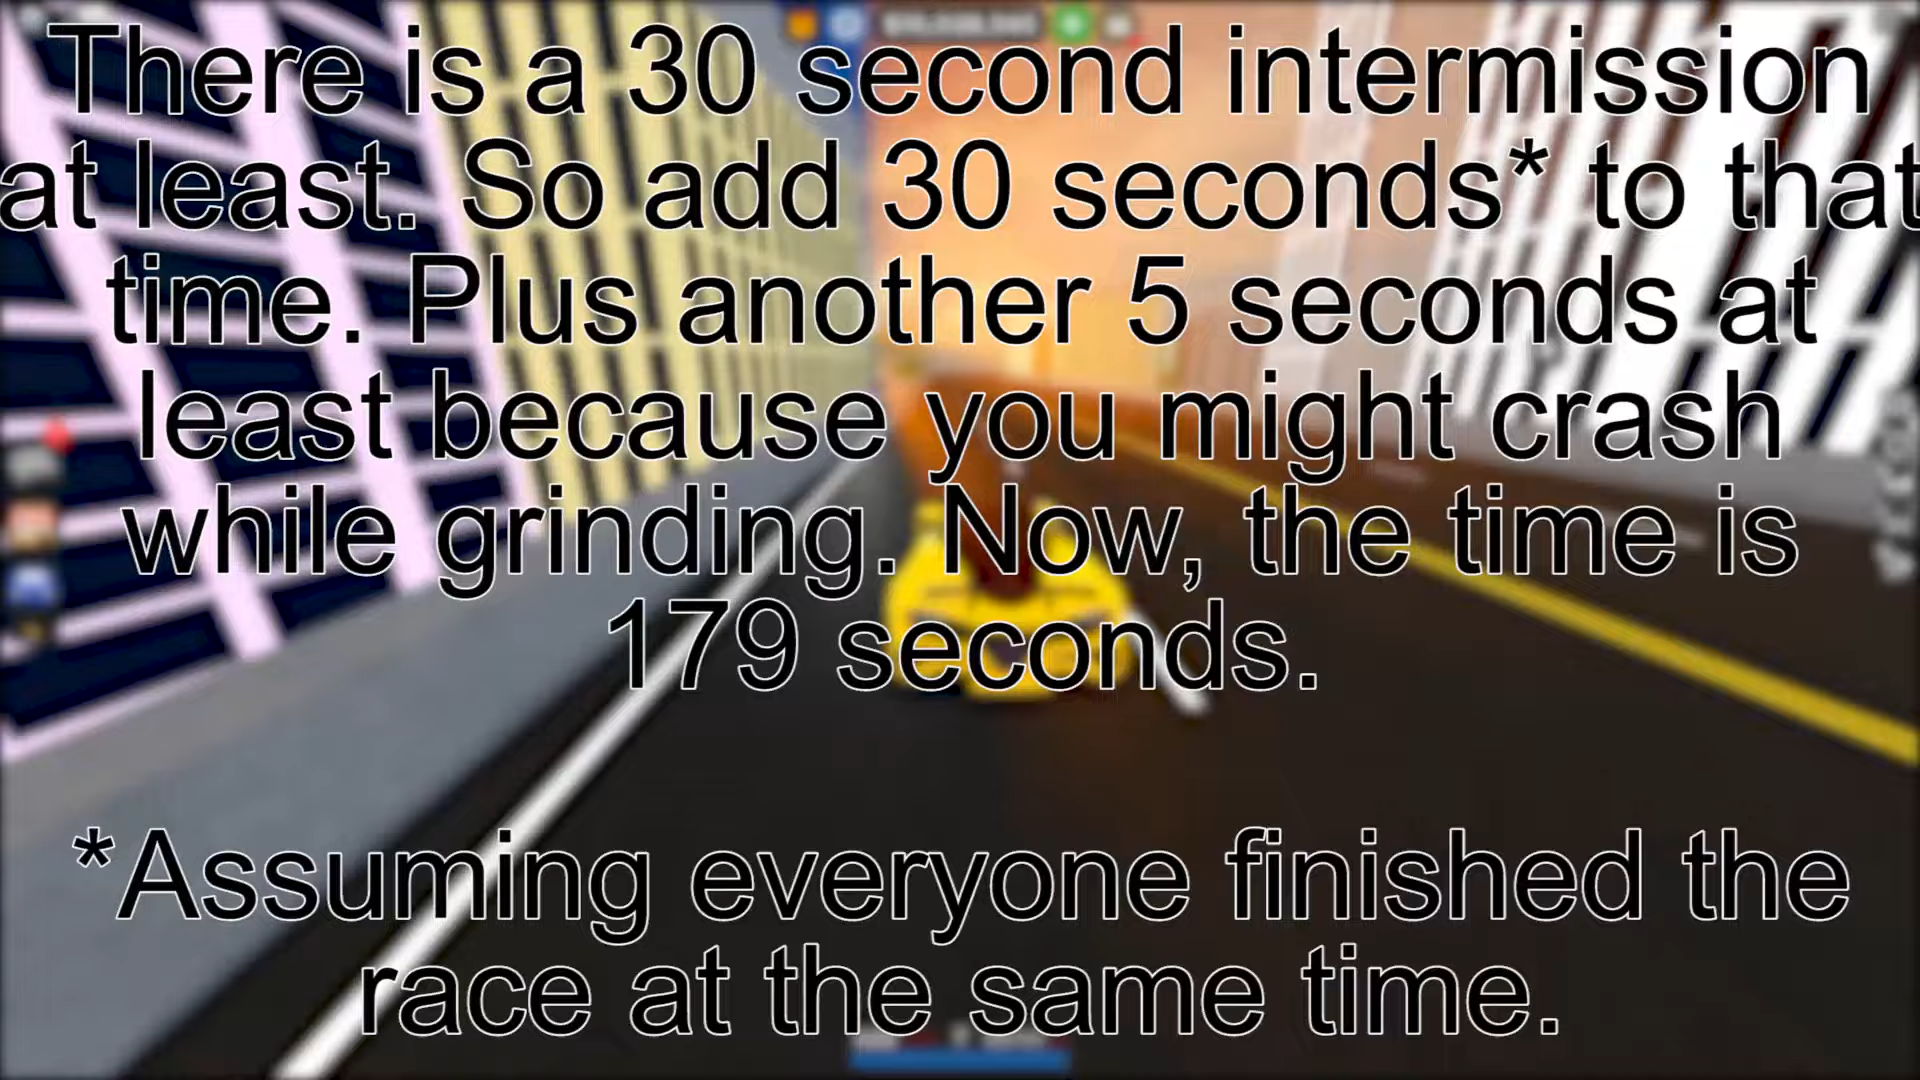 There is a 30 second intermission
at least. So add 30 seconds* to that
time. Plus another 5 seconds at
least because you might crash
while grinding. Now, the time is
179 seconds.
*Assuming everyone finished the
race at the same time.